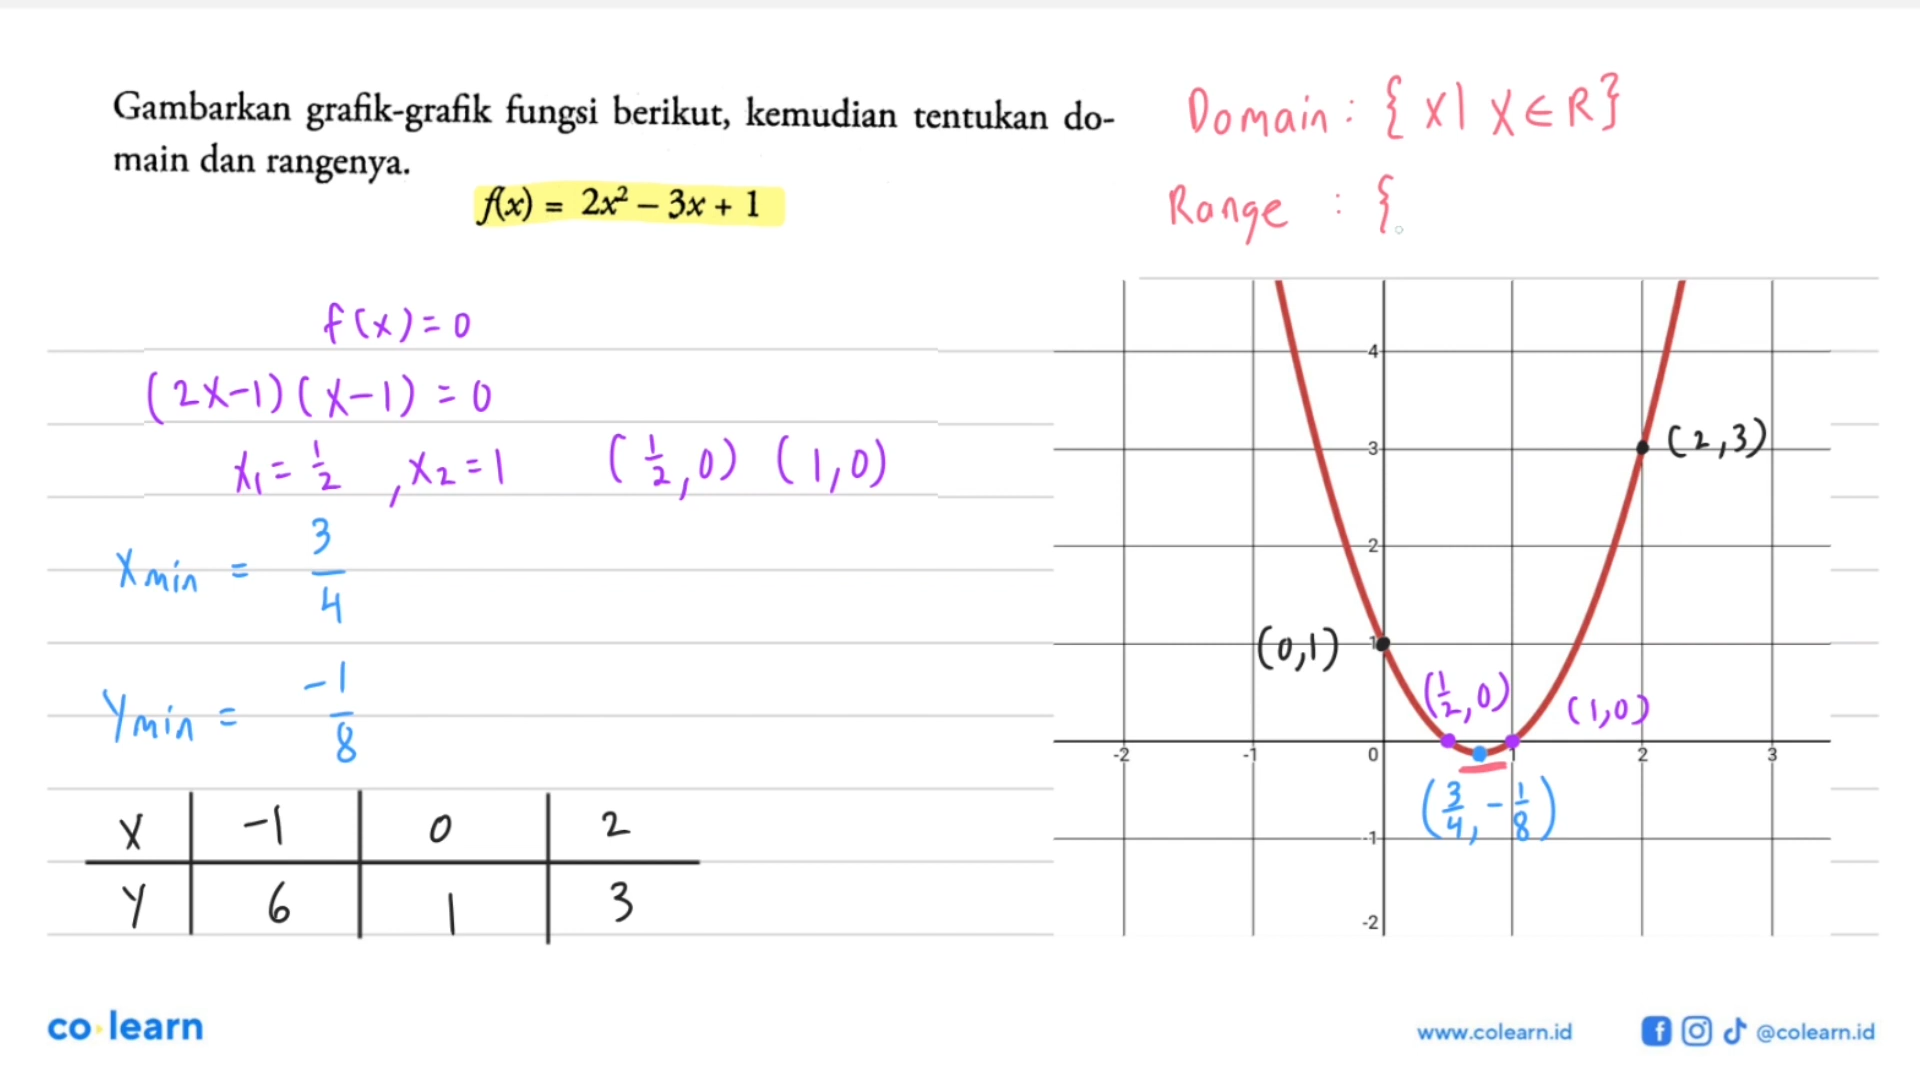 Gambarkan grafik-grafik fungsi berikut, kemudian tentukan do-
main dan rangenya.
f(x) = 2x² – 3x + 1
Domain : { x | x ∈ R }
Range : {
f(x) = 0
(2x-1)(x-1) = 0
x₁ = 1/2 , x₂ = 1 (1/2, 0) (1, 0)
Xmin = 3/4
Ymin = -1/8
X -1 0 2
Y 6 1 3
4
3 (2,3)
2
(0,1) 1
(1/2, 0) (1,0)
-2 -1 0 1 2 3
(3/4, -1/8)
-1
-2
co learn
www.colearn.id @colearn.id